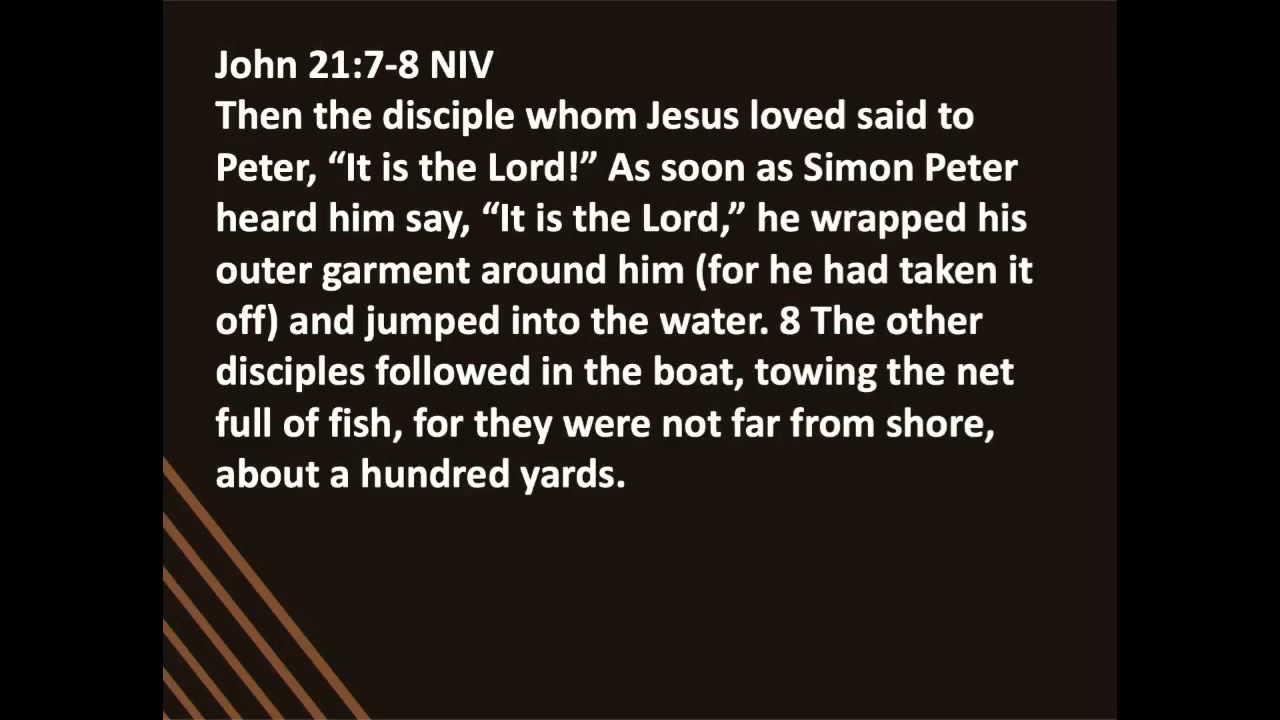 John 21:7-8 NIV
Then the disciple whom Jesus loved said to
Peter, “It is the Lord!” As soon as Simon Peter
heard him say, “It is the Lord,” he wrapped his
outer garment around him (for he had taken it
off) and jumped into the water. 8 The other
disciples followed in the boat, towing the net
full of fish, for they were not far from shore,
about a hundred yards.